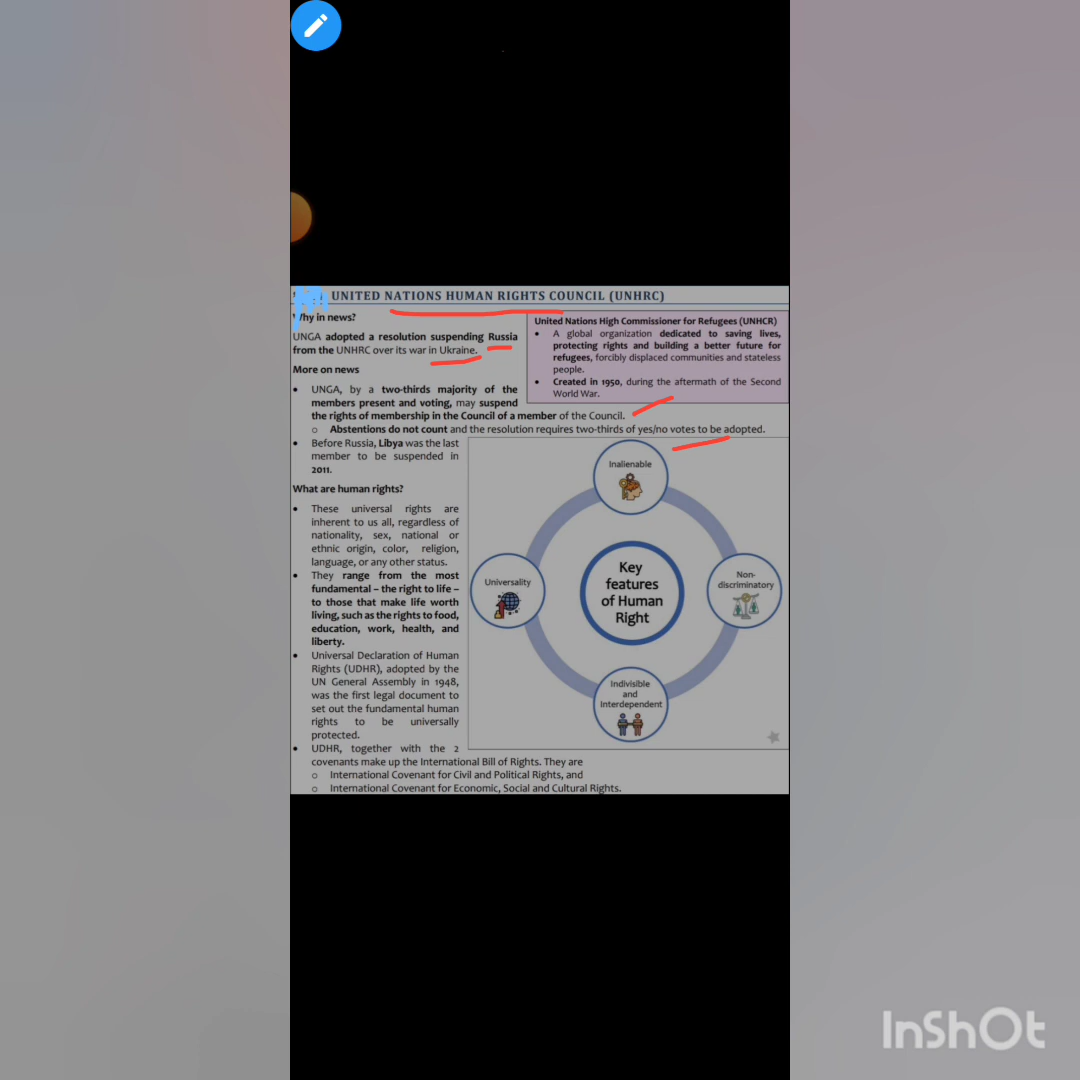 UNITED NATIONS HUMAN RIGHTS COUNCIL (UNHRC)
Why in news?
UNGA adopted a resolution suspending Russia
from the UNHRC over its war in Ukraine.
United Nations High Commissioner for Refugees (UNHCR)
• A global organization dedicated to saving lives,
protecting rights and building a better future for
refugees, forcibly displaced communities and stateless
people.
• Created in 1950, during the aftermath of the Second
World War.
More on news
• UNGA, by a two-thirds majority of the
members present and voting, may suspend
the rights of membership in the Council of a member of the Council.
o Abstentions do not count and the resolution requires two-thirds of yes/no votes to be adopted.
• Before Russia, Libya was the last
member to be suspended in
2011.
What are human rights?
• These universal rights are
inherent to us all, regardless of
nationality, sex, national or
ethnic origin, color, religion,
language, or any other status.
• They range from the most
fundamental – the right to life –
to those that make life worth
living, such as the rights to food,
education, work, health, and
liberty.
• Universal Declaration of Human
Rights (UDHR), adopted by the
UN General Assembly in 1948,
was the first legal document to
set out the fundamental human
rights to be universally
protected.
• UDHR, together with the 2
covenants make up the International Bill of Rights. They are
o International Covenant for Civil and Political Rights, and
o International Covenant for Economic, Social and Cultural Rights.
Inalienable
Universality
Key
features
of Human
Right
Non-
discriminatory
Indivisible
and
Interdependent
InShOt